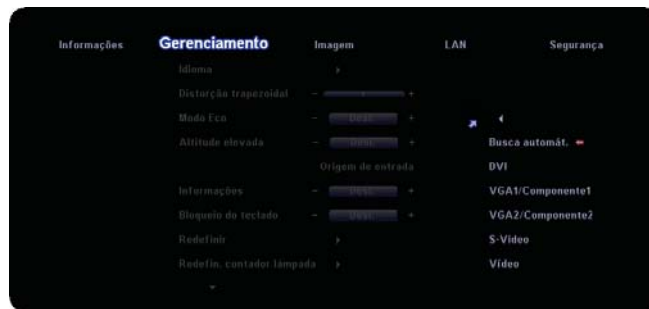 Informações Gerenciamento Imagem LAN Segurança
Idioma
Distorção trapezoidal - +
Modo Eco - Desl. +
Altitude elevada - Desl. + Busca automát.
Origem de entrada DVI
Informações - Desl. + VGA1/Componente1
Bloqueio do teclado - Desl. + VGA2/Componente2
Redefinir S-Vídeo
Redefin. contador lâmpada Vídeo